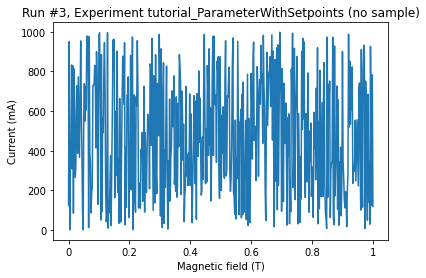 Run #3, Experiment tutorial_ParameterWithSetpoints (no sample)
1000
800
600
400
200
0
Current (mA)
0 0.2 0.4 0.6 0.8 1
Magnetic field (T)